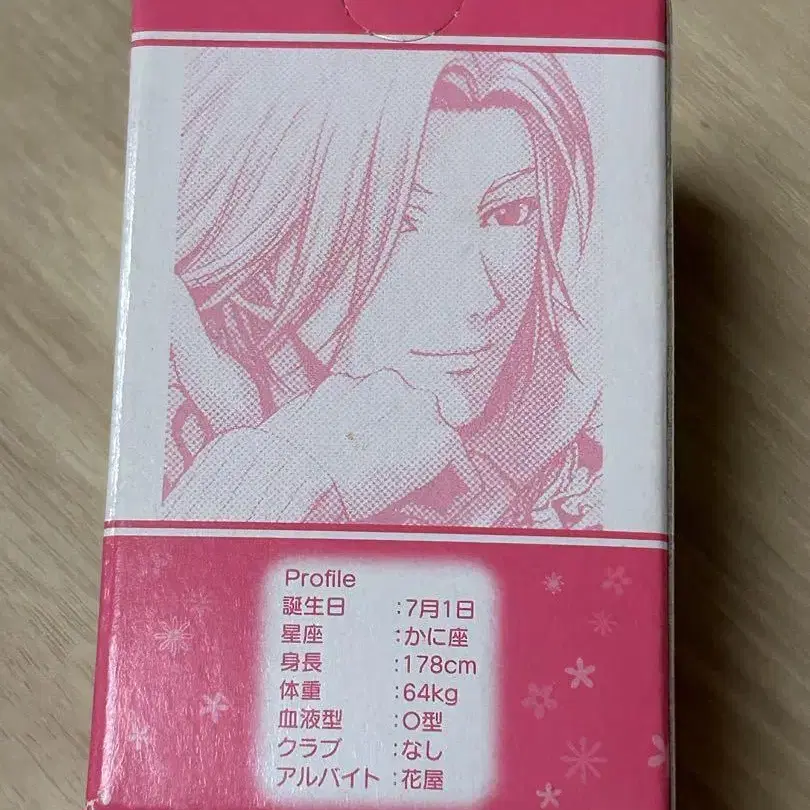 Profile
誕生日 :7月1日
星座 :かに座
身長 :178cm
体重 :64kg
血液型 :O型
クラブ :なし
アルバイト :花屋